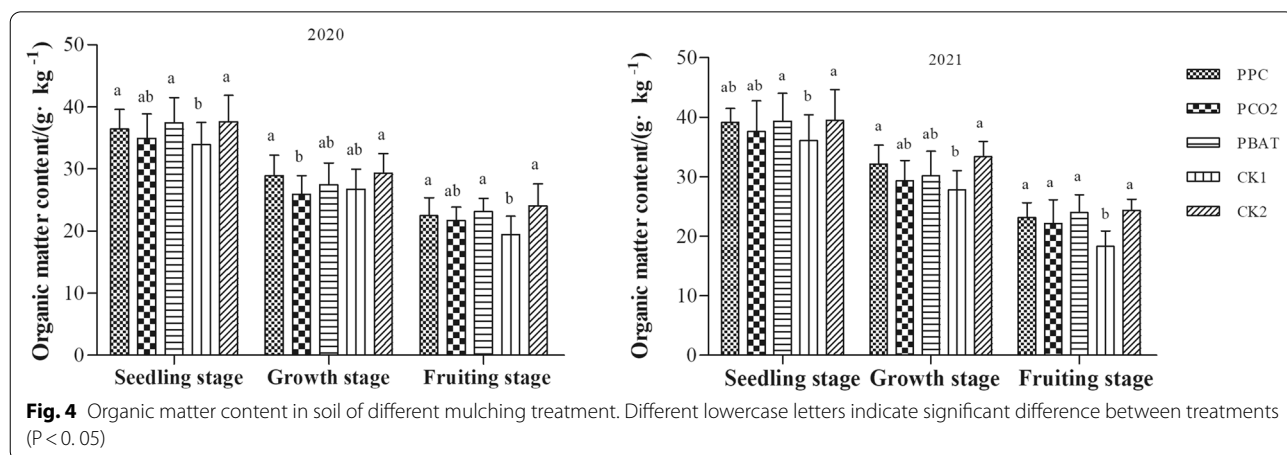 2020
Organic matter content/(g· kg⁻¹)
50
40
30
20
10
0
a ab a b a
a b ab ab a
a ab a b a
Seedling stage Growth stage Fruiting stage
2021
Organic matter content/(g· kg⁻¹)
50
40
30
20
10
0
ab ab a b a
a ab ab b a
a a a b a
Seedling stage Growth stage Fruiting stage
PPC
PCO2
PBAT
CK1
CK2
Fig. 4 Organic matter content in soil of different mulching treatment. Different lowercase letters indicate significant difference between treatments
(P < 0. 05)